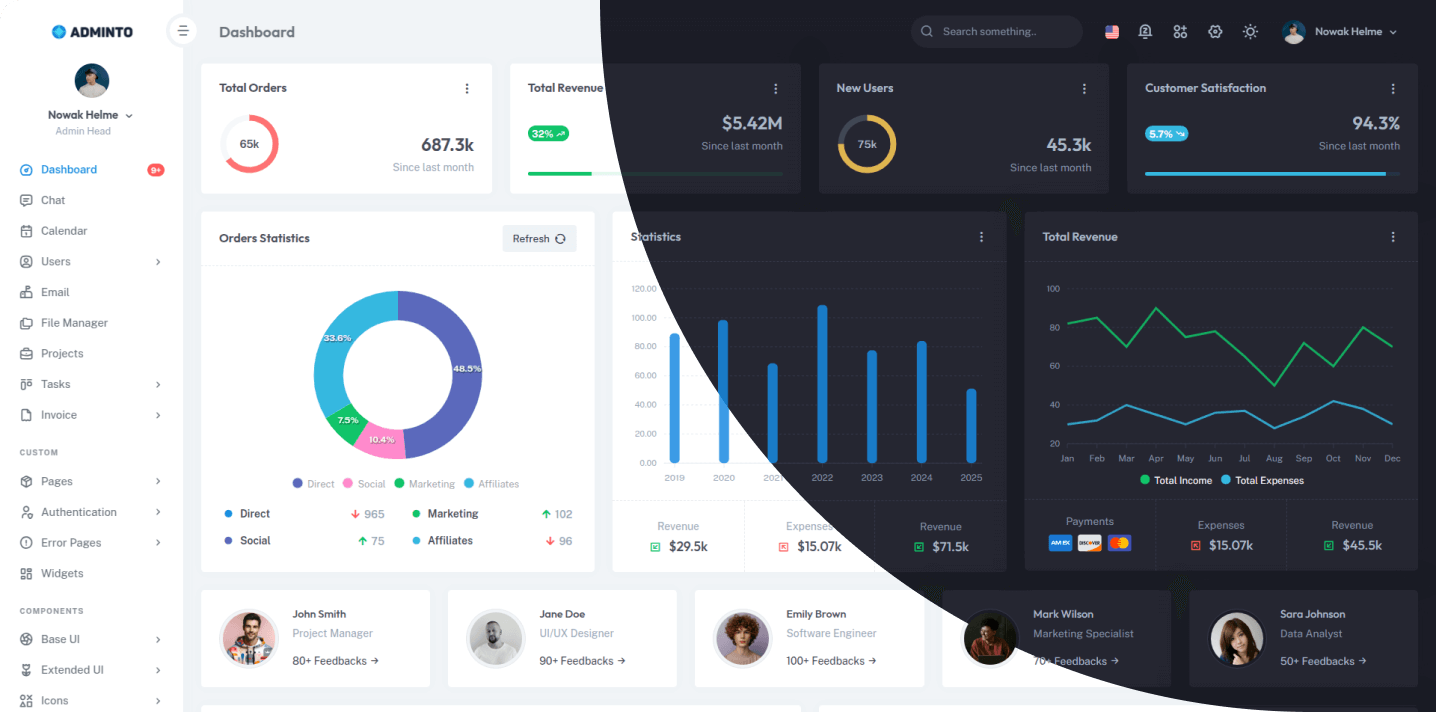 ADMINTO
Dashboard
Search something..
Nowak Helme
Nowak Helme
Admin Head
Dashboard
9+
Chat
Calendar
Users
Email
File Manager
Projects
Tasks
Invoice
CUSTOM
Pages
Authentication
Error Pages
Widgets
COMPONENTS
Base UI
Extended UI
Icons
Total Orders
65k
687.3k
Since last month
Total Revenue
32%
$5.42M
Since last month
New Users
75k
45.3k
Since last month
Customer Satisfaction
5.7%
94.3%
Since last month
Orders Statistics
Refresh
33.6%
48.5%
7.5%
10.4%
Direct Social Marketing Affiliates
Direct 965 Marketing 102
Social 75 Affiliates 96
Statistics
120.00
100.00
80.00
60.00
40.00
20.00
0.00
2019 2020 2021 2022 2023 2024 2025
Revenue Expenses Revenue
$29.5k $15.07k $71.5k
Total Revenue
100
80
60
40
20
Jan Feb Mar Apr May Jun Jul Aug Sep Oct Nov Dec
Total Income Total Expenses
Payments Expenses Revenue
AM EX DISCOVER $15.07k $45.5k
John Smith
Project Manager
80+ Feedbacks
Jane Doe
UI/UX Designer
90+ Feedbacks
Emily Brown
Software Engineer
100+ Feedbacks
Mark Wilson
Marketing Specialist
70+ Feedbacks
Sara Johnson
Data Analyst
50+ Feedbacks